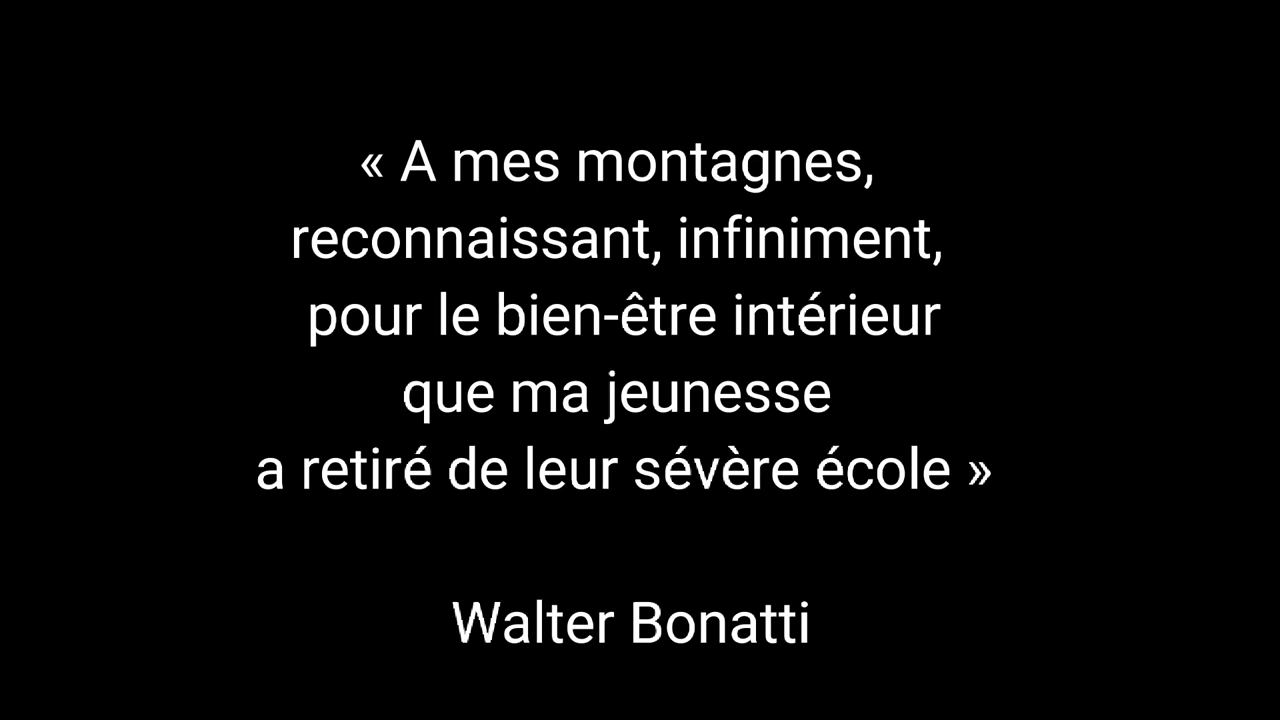 « A mes montagnes,
reconnaissant, infiniment,
pour le bien-être intérieur
que ma jeunesse
a retiré de leur sévère école »
Walter Bonatti